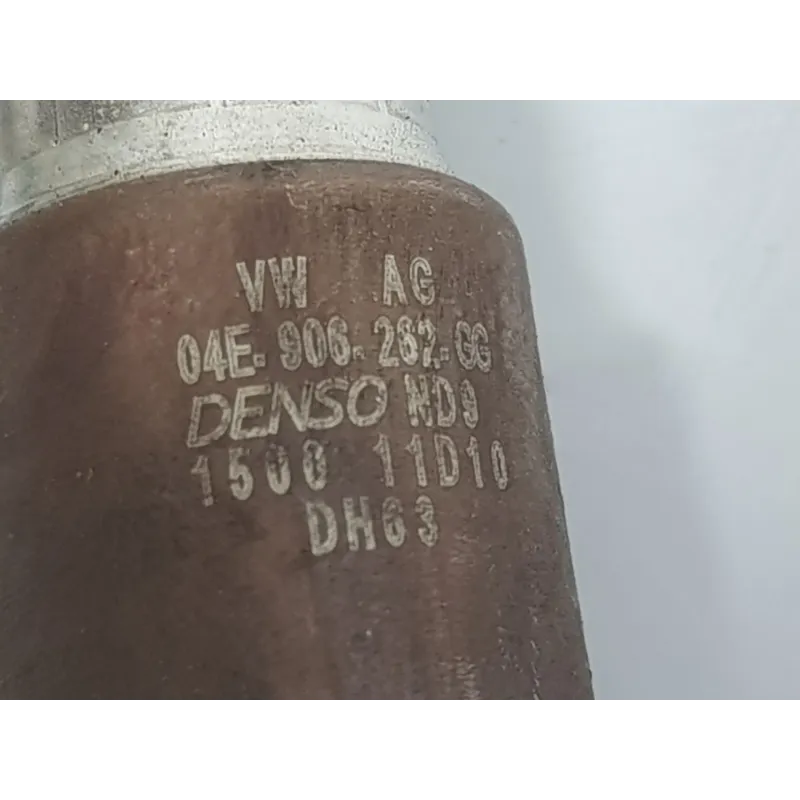 VW AG
04E-906-262-GG
DENSO ND9
1500 11D10
DH63